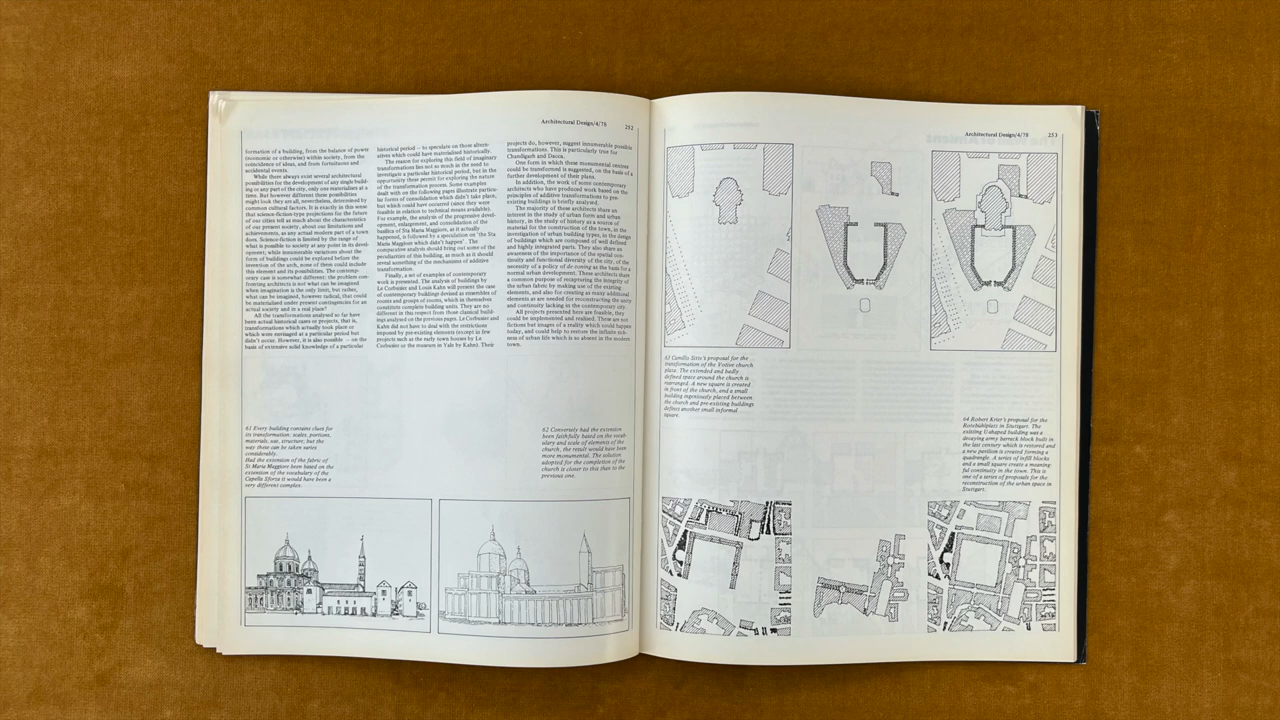 Architectural Design/4/78 252
formation of a building, from the balance of power
(economic or otherwise) within society, from the
coincidence of ideas, and from fortuitous and
accidental events.
While there always exist several architectural
possibilities for the development of any single build-
ing or any part of the city, only one materialises at a
time. But however different these possibilities
might look they are all, nevertheless, determined by
common cultural factors. It is exactly in this sense
that science-fiction-type projections for the future
of our cities tell as much about the characteristics
of our present society, about our limitations and
achievements, as any actual modern part of a town
does. Science-fiction is limited by the range of
what is possible to society at any point in its devel-
opment; while innumerable variations about the
form of buildings could be explored before the
invention of the arch, none of them could include
this element and its possibilities. The contemp-
orary case is somewhat different: the problem con-
fronting architects is not what can be imagined
when imagination is the only limit, but rather,
what can be imagined, however radical, that could
be materialised under present contingencies for an
actual society and in a real place?
All the transformations analysed so far have
been actual historical cases or projects, that is,
transformations which actually took place or
which were envisaged at a particular period but
didn't occur. However, it is also possible – on the
basis of extensive solid knowledge of a particular
historical period – to speculate on those altern-
atives which could have materialised historically.
The reason for exploring this field of imaginary
transformations lies not so much in the need to
investigate a particular historical period, but in the
opportunity these permit for exploring the nature
of the transformation process. Some examples
dealt with on the following pages illustrate particu-
lar forms of consolidation which didn't take place,
but which could have occurred (since they were
feasible in relation to technical means available).
For example, the analysis of the progressive devel-
opment, enlargement, and consolidation of the
basilica of Sta Maria Maggiore, as it actually
happened, is followed by a speculation on 'the Sta
Maria Maggiore which didn't happen'. The
comparative analysis should bring out some of the
peculiarities of this building, as much as it should
reveal something of the mechanisms of additive
transformation.
Finally, a set of examples of contemporary
work is presented. The analysis of buildings by
Le Corbusier and Louis Kahn will present the case
of contemporary buildings devised as ensembles of
rooms and groups of rooms, which in themselves
constitute complete building units. They are no
different in this respect from those classical build-
ings analysed on the previous pages. Le Corbusier and
Kahn did not have to deal with the restrictions
imposed by pre-existing elements (except in few
projects such as the early town houses by Le
Corbusier or the museum in Yale by Kahn). Their
projects do, however, suggest innumerable possible
transformations. This is particularly true for
Chandigarh and Dacca.
One form in which these monumental centres
could be transformed is suggested, on the basis of a
further development of their plans.
In addition, the work of some contemporary
architects who have produced work based on the
principles of additive transformations to pre-
existing buildings is briefly analysed.
The majority of these architects share an
interest in the study of urban form and urban
history, in the study of history as a source of
material for the construction of the town, in the
investigation of urban building types, in the design
of buildings which are composed of well defined
and highly integrated parts. They also share an
awareness of the importance of the spatial con-
tinuity and functional diversity of the city, of the
necessity of a policy of de-zoning as the basis for a
normal urban development. These architects share
a common purpose of recapturing the integrity of
the urban fabric by making use of the existing
elements, and also for creating as many additional
elements as are needed for reconstructing the unity
and continuity lacking in the contemporary city.
All projects presented here are feasible, they
could be implemented and realized. These are not
fictions but images of a reality which could happen
today, and could help to restore the infinite rich-
ness of urban life which is so absent in the modern
town.
61 Every building contains clues for
its transformation; scales, portions,
materials, use, structure, but the
way these can be taken varies
considerably.
Had the extension of the fabric of
St Maria Maggiore been based on the
extension of the vocabulary of the
Capella Sforza it would have been a
very different complex.
62 Conversely had the extension
been faithfully based on the vocab-
ulary and scale of elements of the
church, the result would have been
more monumental. The solution
adopted for the completion of the
church is closer to this than to the
previous one.
Architectural Design/4/78 253
63 Camillo Sitte's proposal for the
transformation of the Votive church
plaza. The extended and badly
defined space around the church is
rearranged. A new square is created
in front of the church, and a small
building ingeniously placed between
the church and pre-existing buildings
defines another small informal
square.
64 Robert Krier's proposal for the
Rotebühlplatz in Stuttgart. The
existing U-shaped building was a
decaying army barrack block built in
the last century which is restored and
a new pavilion is created forming a
quadrangle. A series of infill blocks
and a small square create a meaning-
ful continuity in the town. This is
one of a series of proposals for the
reconstruction of the urban space in
Stuttgart.